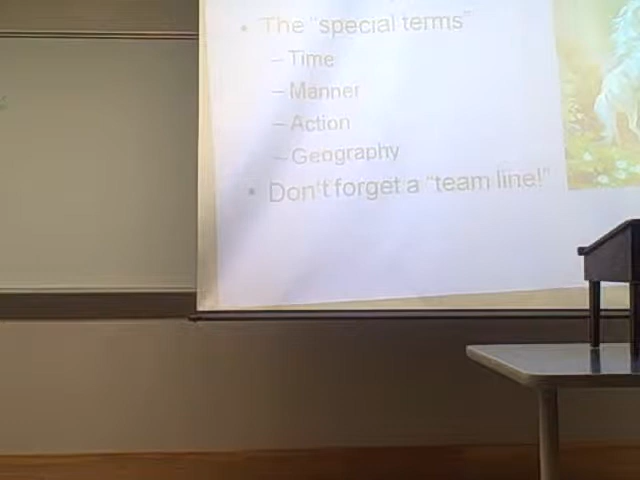 • The "special terms"
– Time
– Manner
– Action
– Geography
• Don't forget a "team line!"